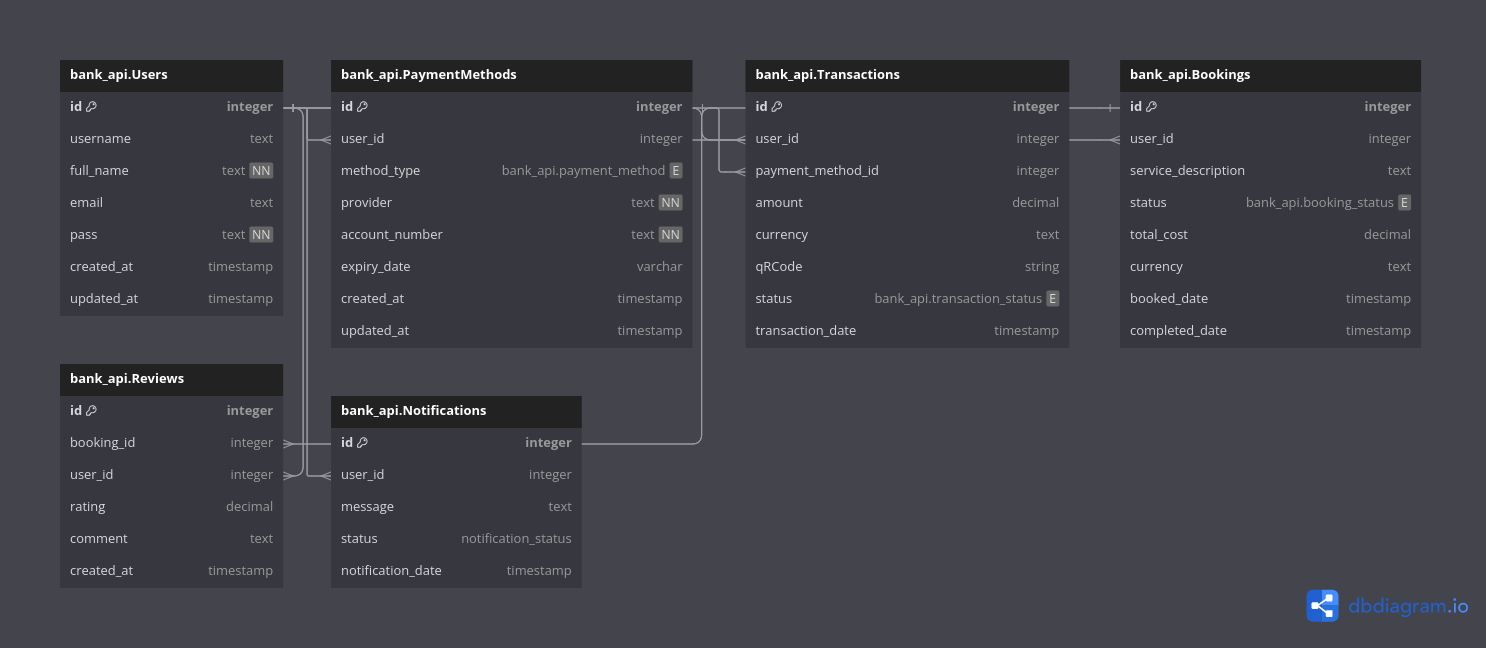 bank_api.Users
id integer
username text
full_name text NN
email text
pass text NN
created_at timestamp
updated_at timestamp
bank_api.PaymentMethods
id integer
user_id integer
method_type bank_api.payment_method E
provider text NN
account_number text NN
expiry_date varchar
created_at timestamp
updated_at timestamp
bank_api.Transactions
id integer
user_id integer
payment_method_id integer
amount decimal
currency text
qRCode string
status bank_api.transaction_status E
transaction_date timestamp
bank_api.Bookings
id integer
user_id integer
service_description text
status bank_api.booking_status E
total_cost decimal
currency text
booked_date timestamp
completed_date timestamp
bank_api.Reviews
id integer
booking_id integer
user_id integer
rating decimal
comment text
created_at timestamp
bank_api.Notifications
id integer
user_id integer
message text
status notification_status
notification_date timestamp
dbdiagram.io